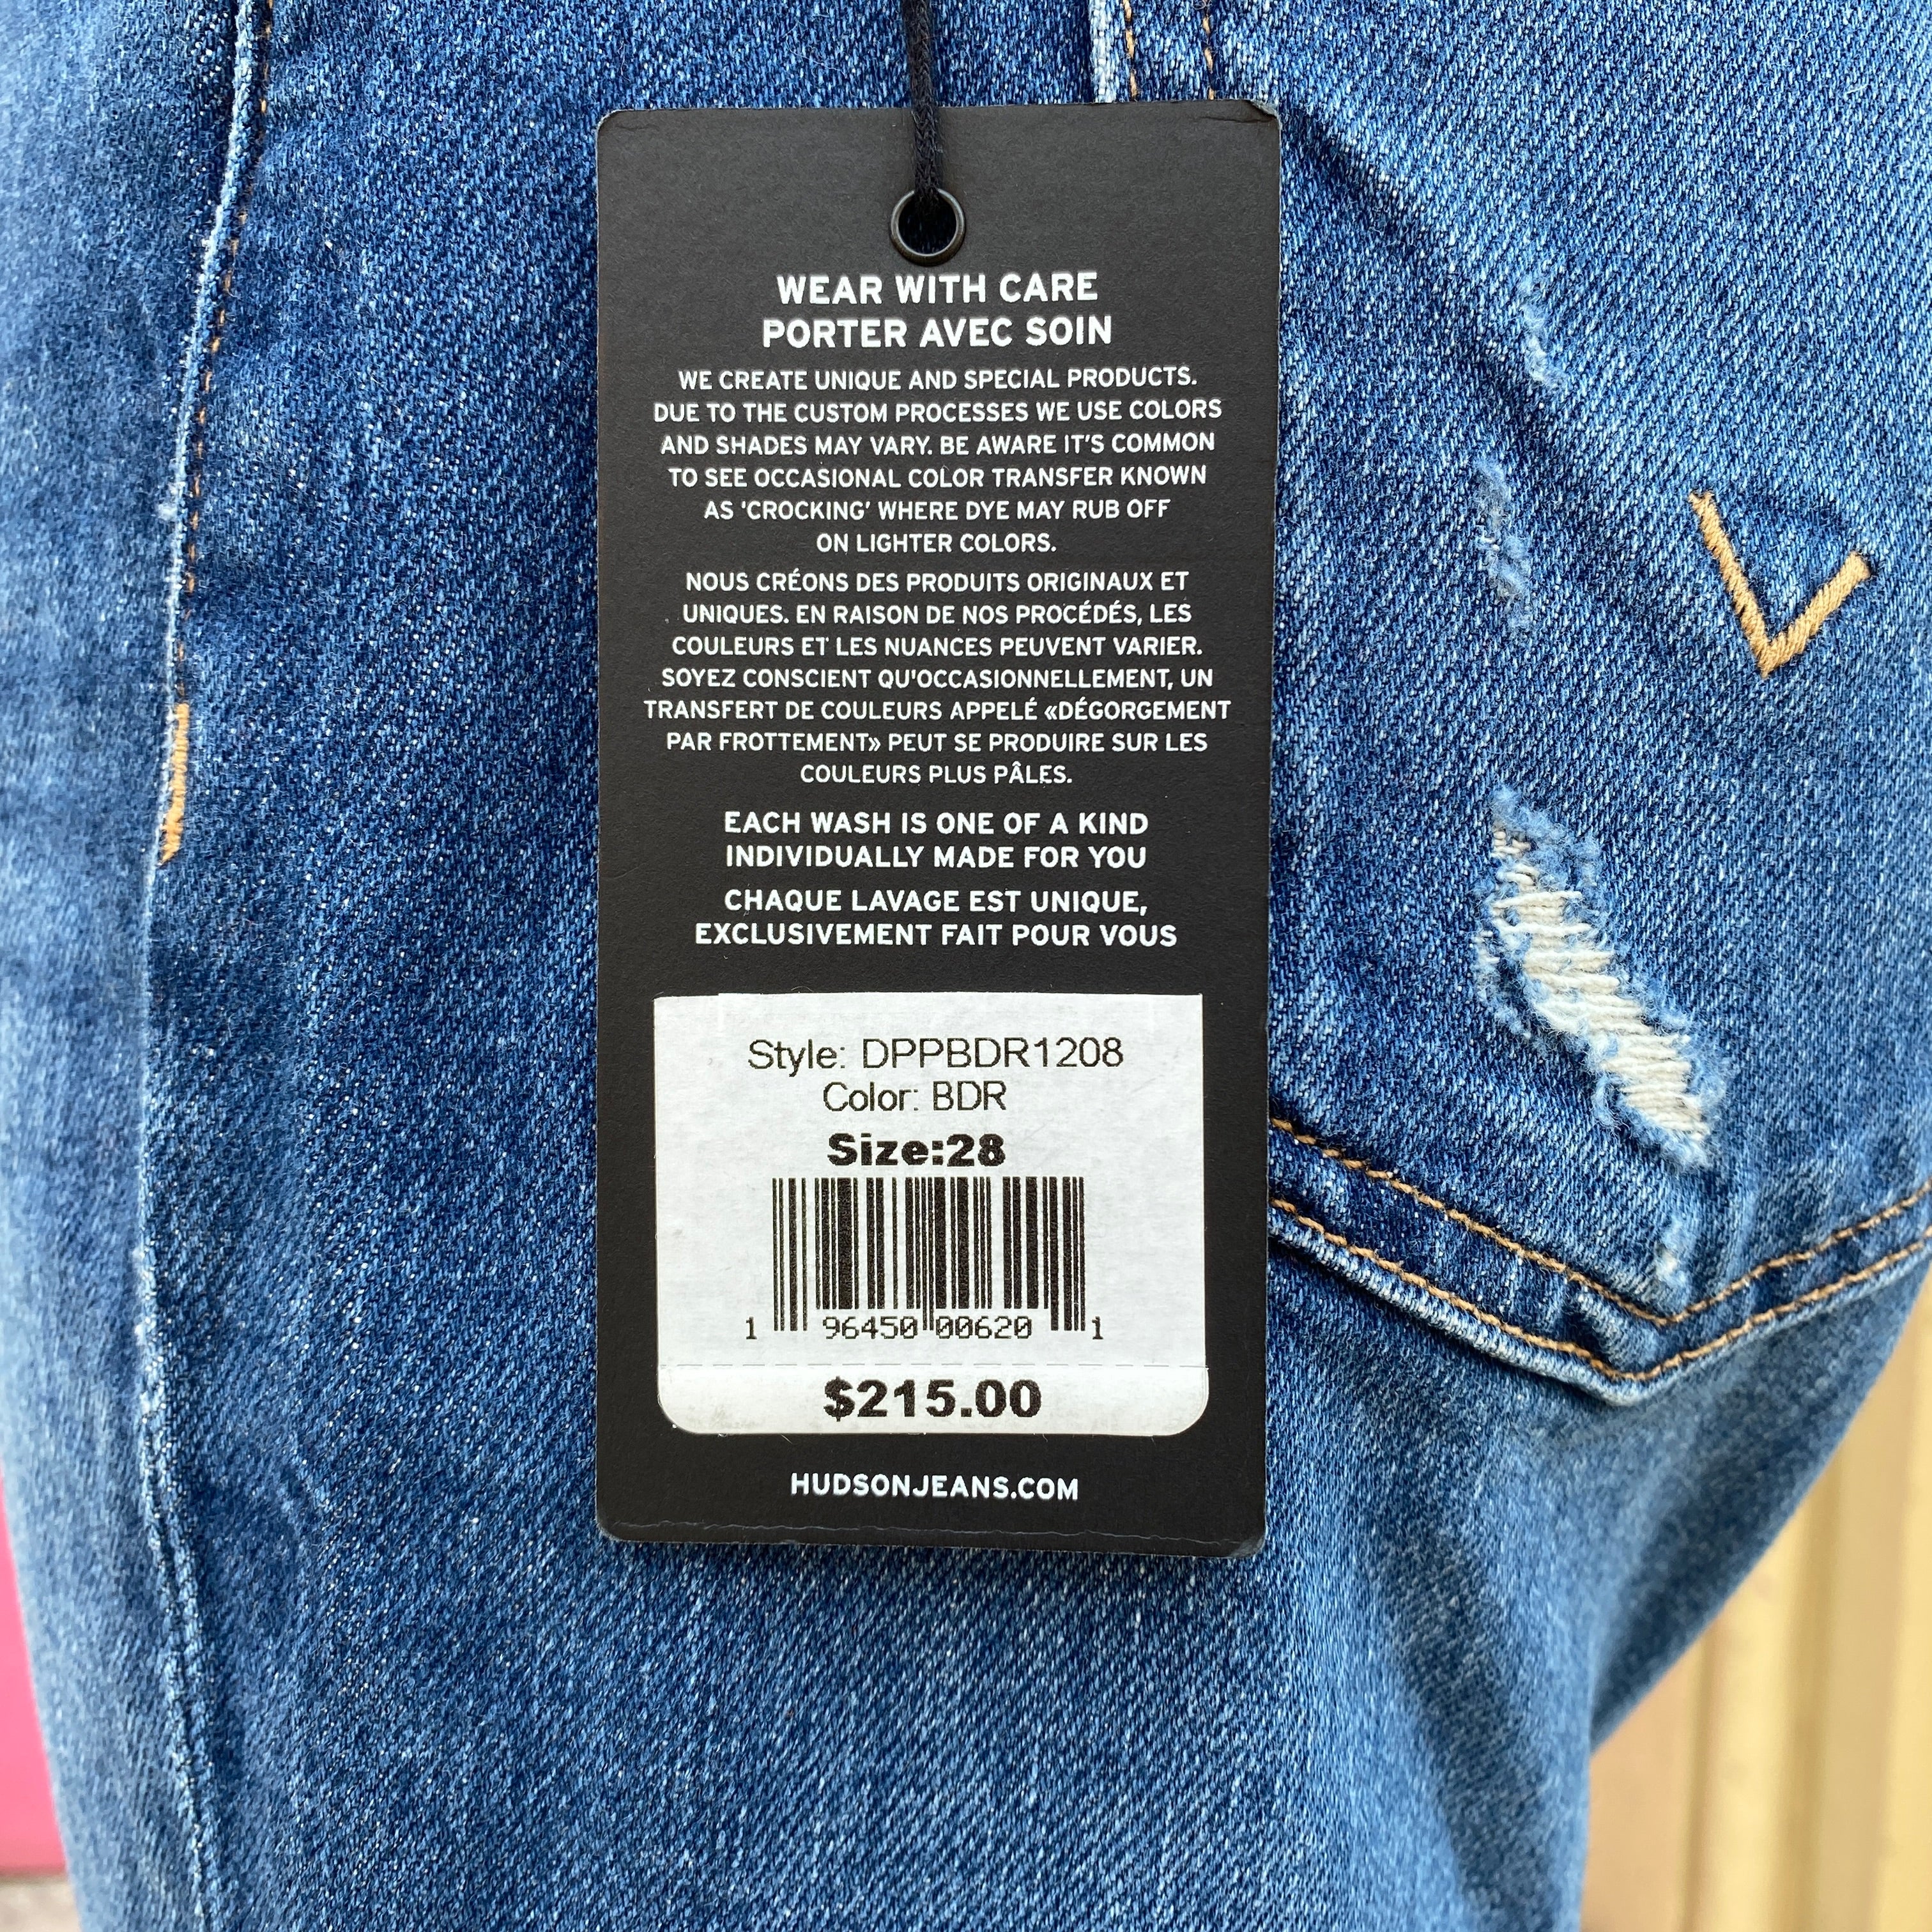 WEAR WITH CARE
PORTER AVEC SOIN
WE CREATE UNIQUE AND SPECIAL PRODUCTS.
DUE TO THE CUSTOM PROCESSES WE USE COLORS
AND SHADES MAY VARY. BE AWARE IT'S COMMON
TO SEE OCCASIONAL COLOR TRANSFER KNOWN
AS 'CROCKING' WHERE DYE MAY RUB OFF
ON LIGHTER COLORS.
NOUS CRÉONS DES PRODUITS ORIGINAUX ET
UNIQUES. EN RAISON DE NOS PROCÉDÉS, LES
COULEURS ET LES NUANCES PEUVENT VARIER.
SOYEZ CONSCIENT QU'OCCASIONNELLEMENT, UN
TRANSFERT DE COULEURS APPELÉ «DÉGORGEMENT
PAR FROTTEMENT» PEUT SE PRODUIRE SUR LES
COULEURS PLUS PÂLES.
EACH WASH IS ONE OF A KIND
INDIVIDUALLY MADE FOR YOU
CHAQUE LAVAGE EST UNIQUE,
EXCLUSIVEMENT FAIT POUR VOUS
Style: DPPBDR1208
Color: BDR
Size:28
1 96450 00620 1
$215.00
HUDSONJEANS.COM